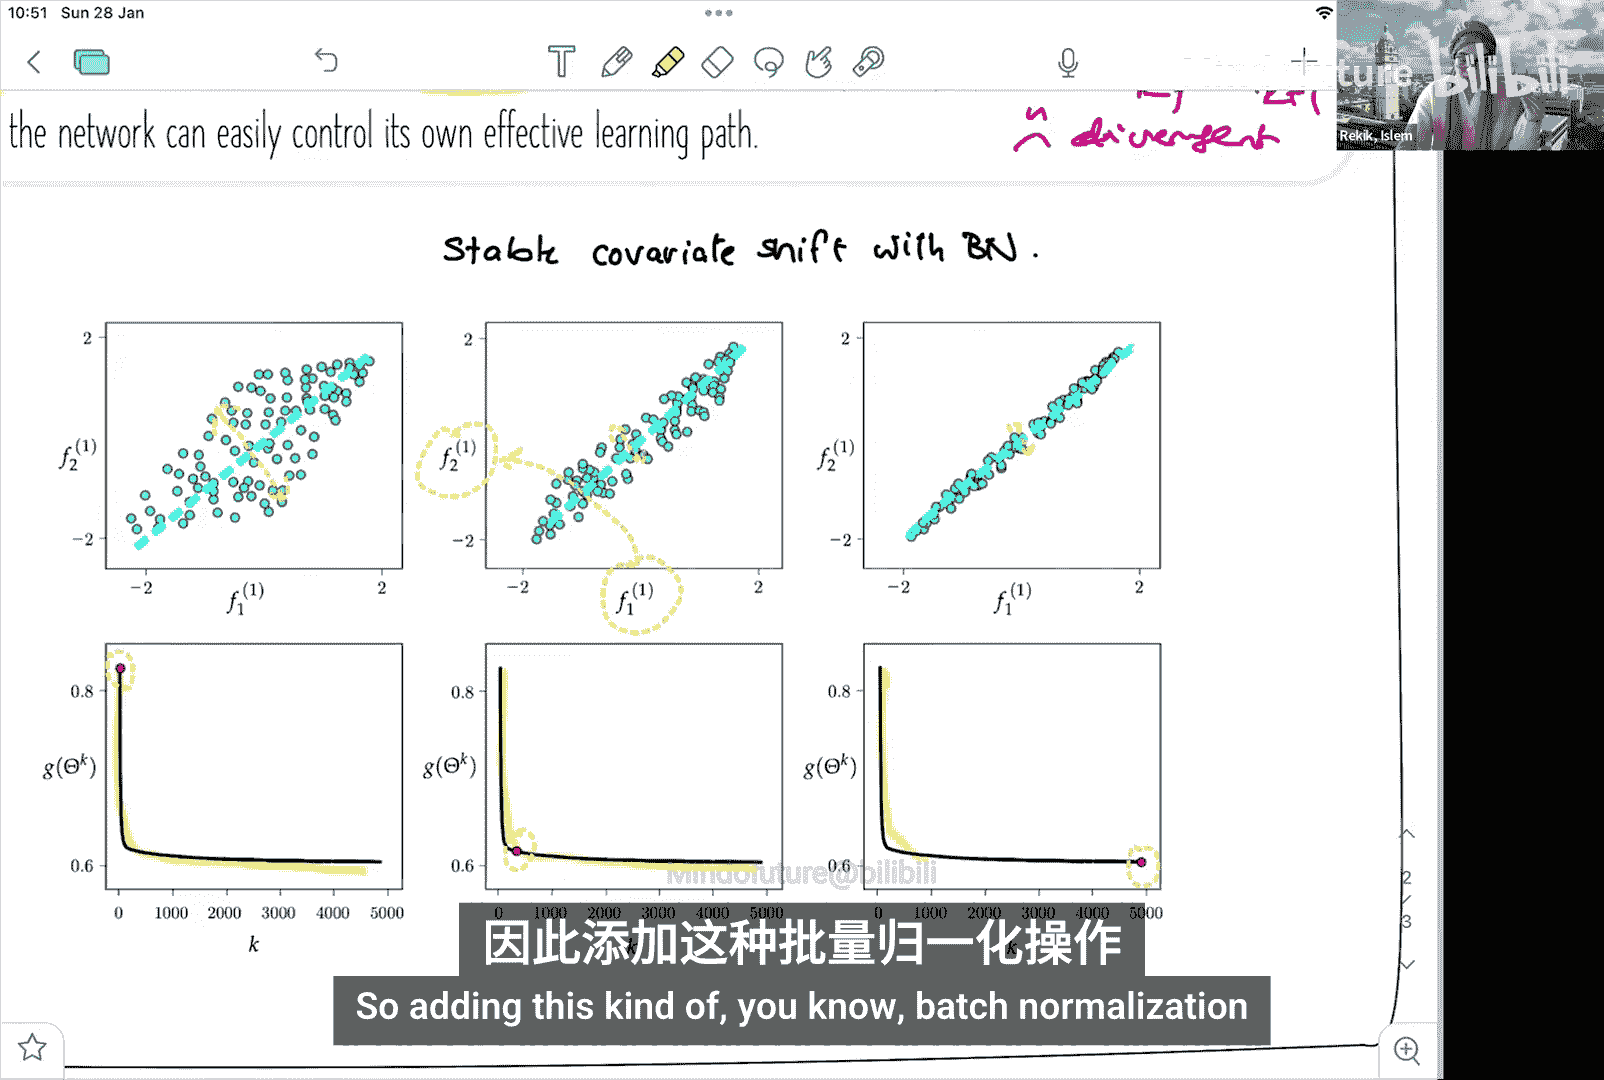 10:51 Sun 28 Jan
bilibili
Rekik, Islem
the network can easily control its own effective learning path.
divergent
Stable covariate shift with BN.
2
f₂⁽¹⁾
-2
-2 2
f₁⁽¹⁾
2
f₂⁽¹⁾
-2
-2 2
f₁⁽¹⁾
2
f₂⁽¹⁾
-2
-2 2
f₁⁽¹⁾
0.8
g(Θᵏ)
0.6
0 1000 2000 3000 4000 5000
k
0.8
g(Θᵏ)
0.6
0 1000 2000 3000 4000 5000
0.8
g(Θᵏ)
0.6
0 1000 2000 3000 4000 5000
Mindofuture@bilibili
2
3
因此添加这种批量归一化操作
So adding this kind of, you know, batch normalization